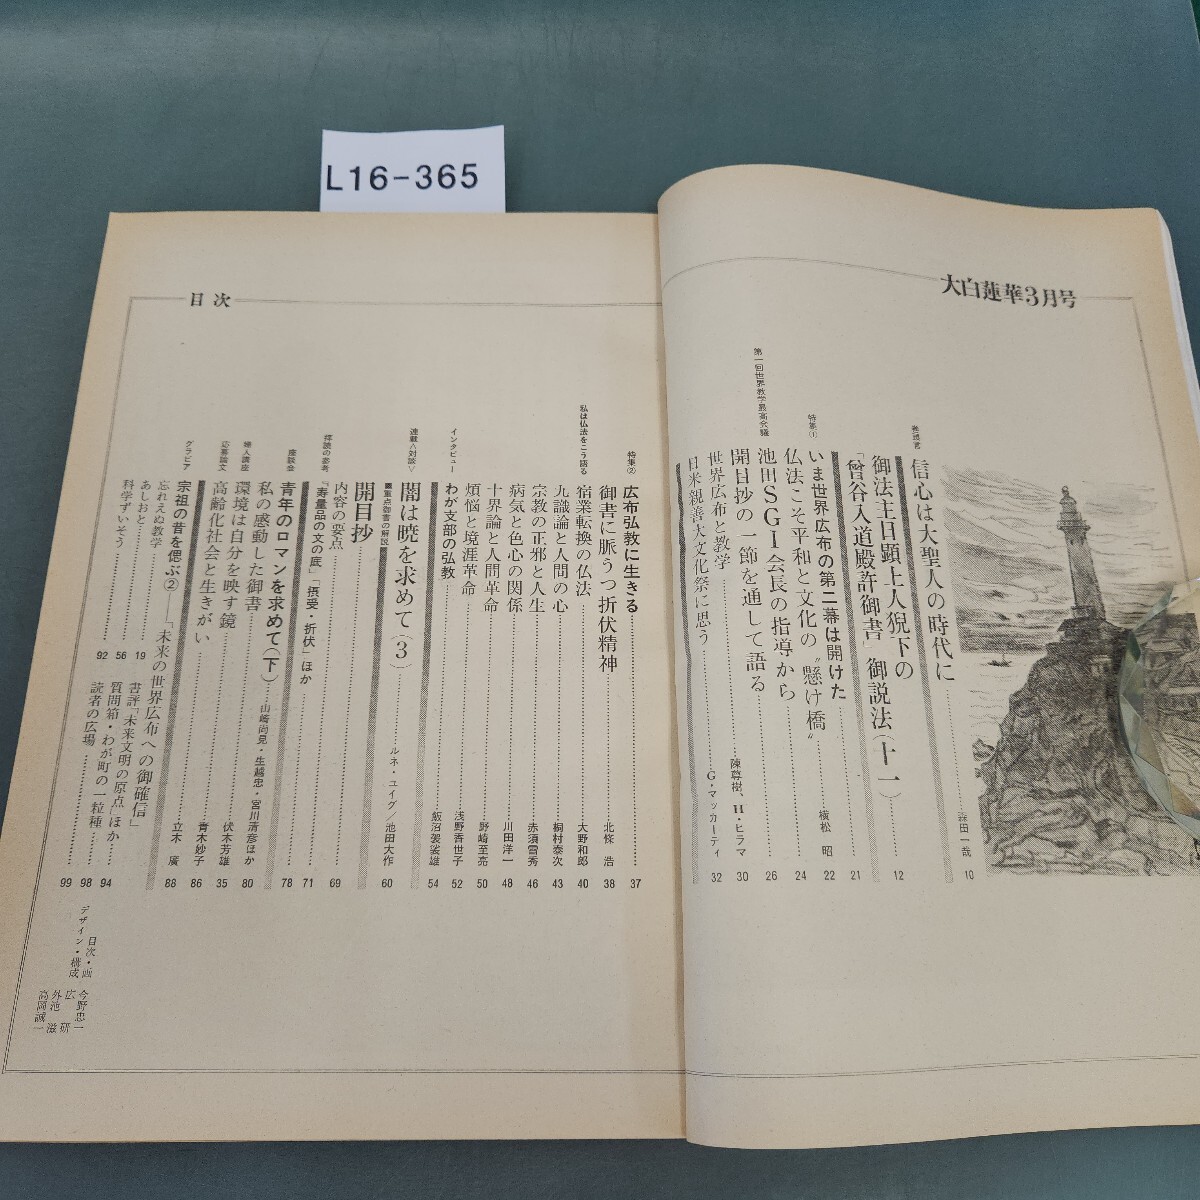 L16-365
大白蓮華3月号
巻頭言
信心は大聖人の時代に
森田一哉
10
御法主日顕上人猊下の
「曾谷入道殿許御書」御説法(十一)
12
21
特集①
いま世界広布の第二幕は開けた
横松 昭
22
仏法こそ平和と文化の〝懸け橋〟
24
第一回世界教学最高会議
池田SGI会長の指導から
26
開目抄の一節を通して語る
陳尊樹、H・ヒラマ
30
世界広布と教学
G・マッカーティ
32
日米親善大文化祭に思う
目次
特集②
広布弘教に生きる
37
御書に脈うつ折伏精神
北條 浩
38
私は仏法をこう語る
宿業転換の仏法
大野和郎
40
九識論と人間の心
桐村泰次
43
宗教の正邪と人生
赤須雪秀
46
病気と色心の関係
川田洋一
48
十界論と人間革命
野崎至亮
50
煩悩と境涯革命
浅野香世子
52
インタビュー
わが支部の弘教
飯沼袈裟雄
54
連載〈対談〉
闇は暁を求めて(3)
ルネ・ユイグ/池田大作
60
■重点御書の解説
開目抄
内容の要点
69
拝読の参考
「寿量品の文の底」「摂受・折伏」ほか
71
座談会
青年のロマンを求めて(下)
山崎尚見・生越忠・宮川清彦ほか
78
婦人講座
私の感動した御書
80
環境は自分を映す鏡
伏木芳雄
35
応募論文
高齢化社会と生きがい
青木妙子
86
グラビア
宗祖の昔を偲ぶ②──「未来の世界広布への御確信」
立木 廣
88
忘れえぬ教学
19
あしおと
56
科学ずいそう
92
書評「未来文明の原点」ほか
94
質問箱・わが町の一粒種
98
読者の広場
99
目次・画
デザイン・構成
今野忠一
広 研
外池 滋
高岡誠一